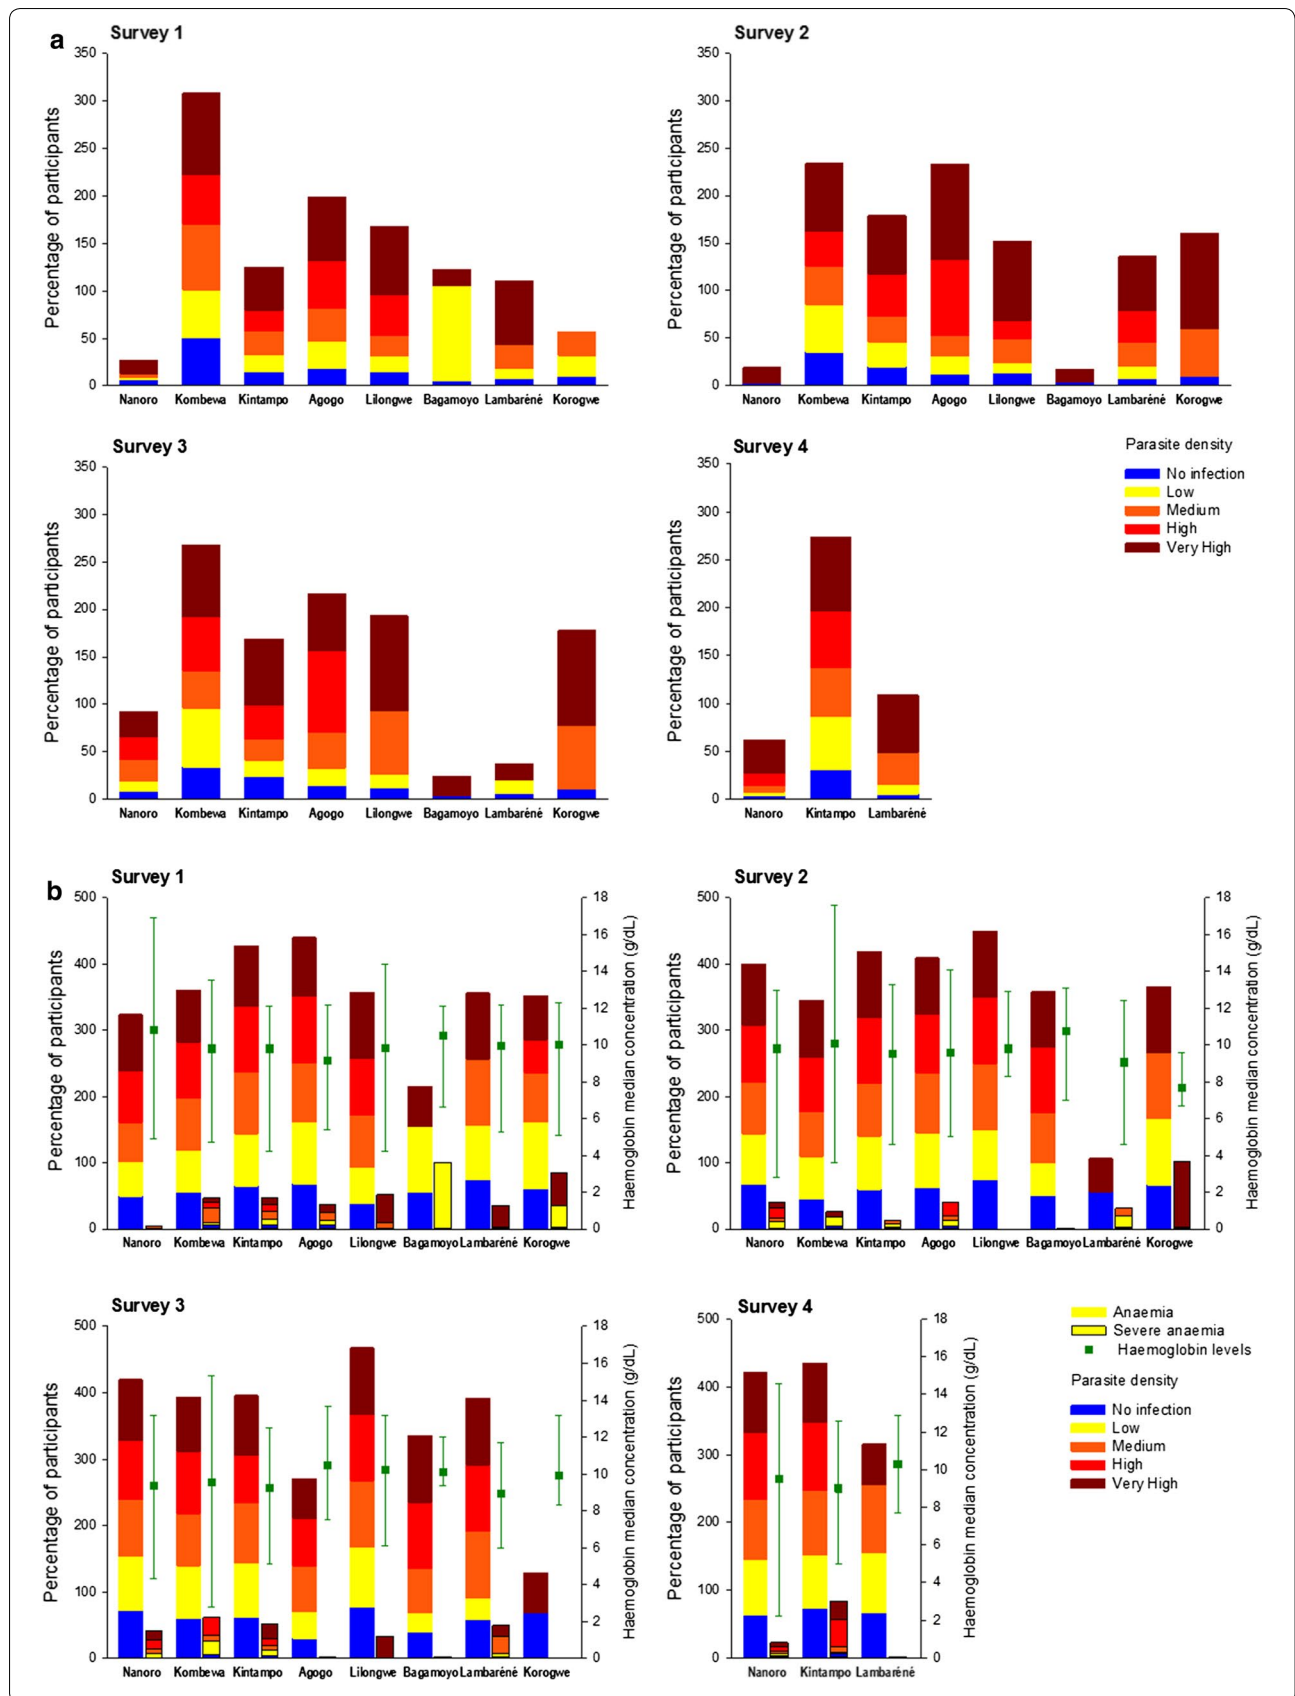 a
Survey 1
Percentage of participants
350
300
250
200
150
100
50
0
Nanoro Kombewa Kintampo Agogo Lilongwe Bagamoyo Lambaréné Korogwe
Survey 2
Percentage of participants
350
300
250
200
150
100
50
0
Nanoro Kombewa Kintampo Agogo Lilongwe Bagamoyo Lambaréné Korogwe
Survey 3
Percentage of participants
350
300
250
200
150
100
50
0
Nanoro Kombewa Kintampo Agogo Lilongwe Bagamoyo Lambaréné Korogwe
Survey 4
Percentage of participants
350
300
250
200
150
100
50
0
Nanoro Kintampo Lambaréné
Parasite density
No infection
Low
Medium
High
Very High
b
Survey 1
Percentage of participants
500
400
300
200
100
0
Nanoro Kombewa Kintampo Agogo Lilongwe Bagamoyo Lambaréné Korogwe
18
16
14
12
10
8
6
4
2
0
Haemoglobin median concentration (g/dL)
Survey 2
Percentage of participants
500
400
300
200
100
0
Nanoro Kombewa Kintampo Agogo Lilongwe Bagamoyo Lambaréné Korogwe
18
16
14
12
10
8
6
4
2
0
Haemoglobin median concentration (g/dL)
Survey 3
Percentage of participants
500
400
300
200
100
0
Nanoro Kombewa Kintampo Agogo Lilongwe Bagamoyo Lambaréné Korogwe
18
16
14
12
10
8
6
4
2
0
Haemoglobin median concentration (g/dL)
Survey 4
Percentage of participants
500
400
300
200
100
0
Nanoro Kintampo Lambaréné
18
16
14
12
10
8
6
4
2
0
Haemoglobin median concentration (g/dL)
Anaemia
Severe anaemia
Haemoglobin levels
Parasite density
No infection
Low
Medium
High
Very High